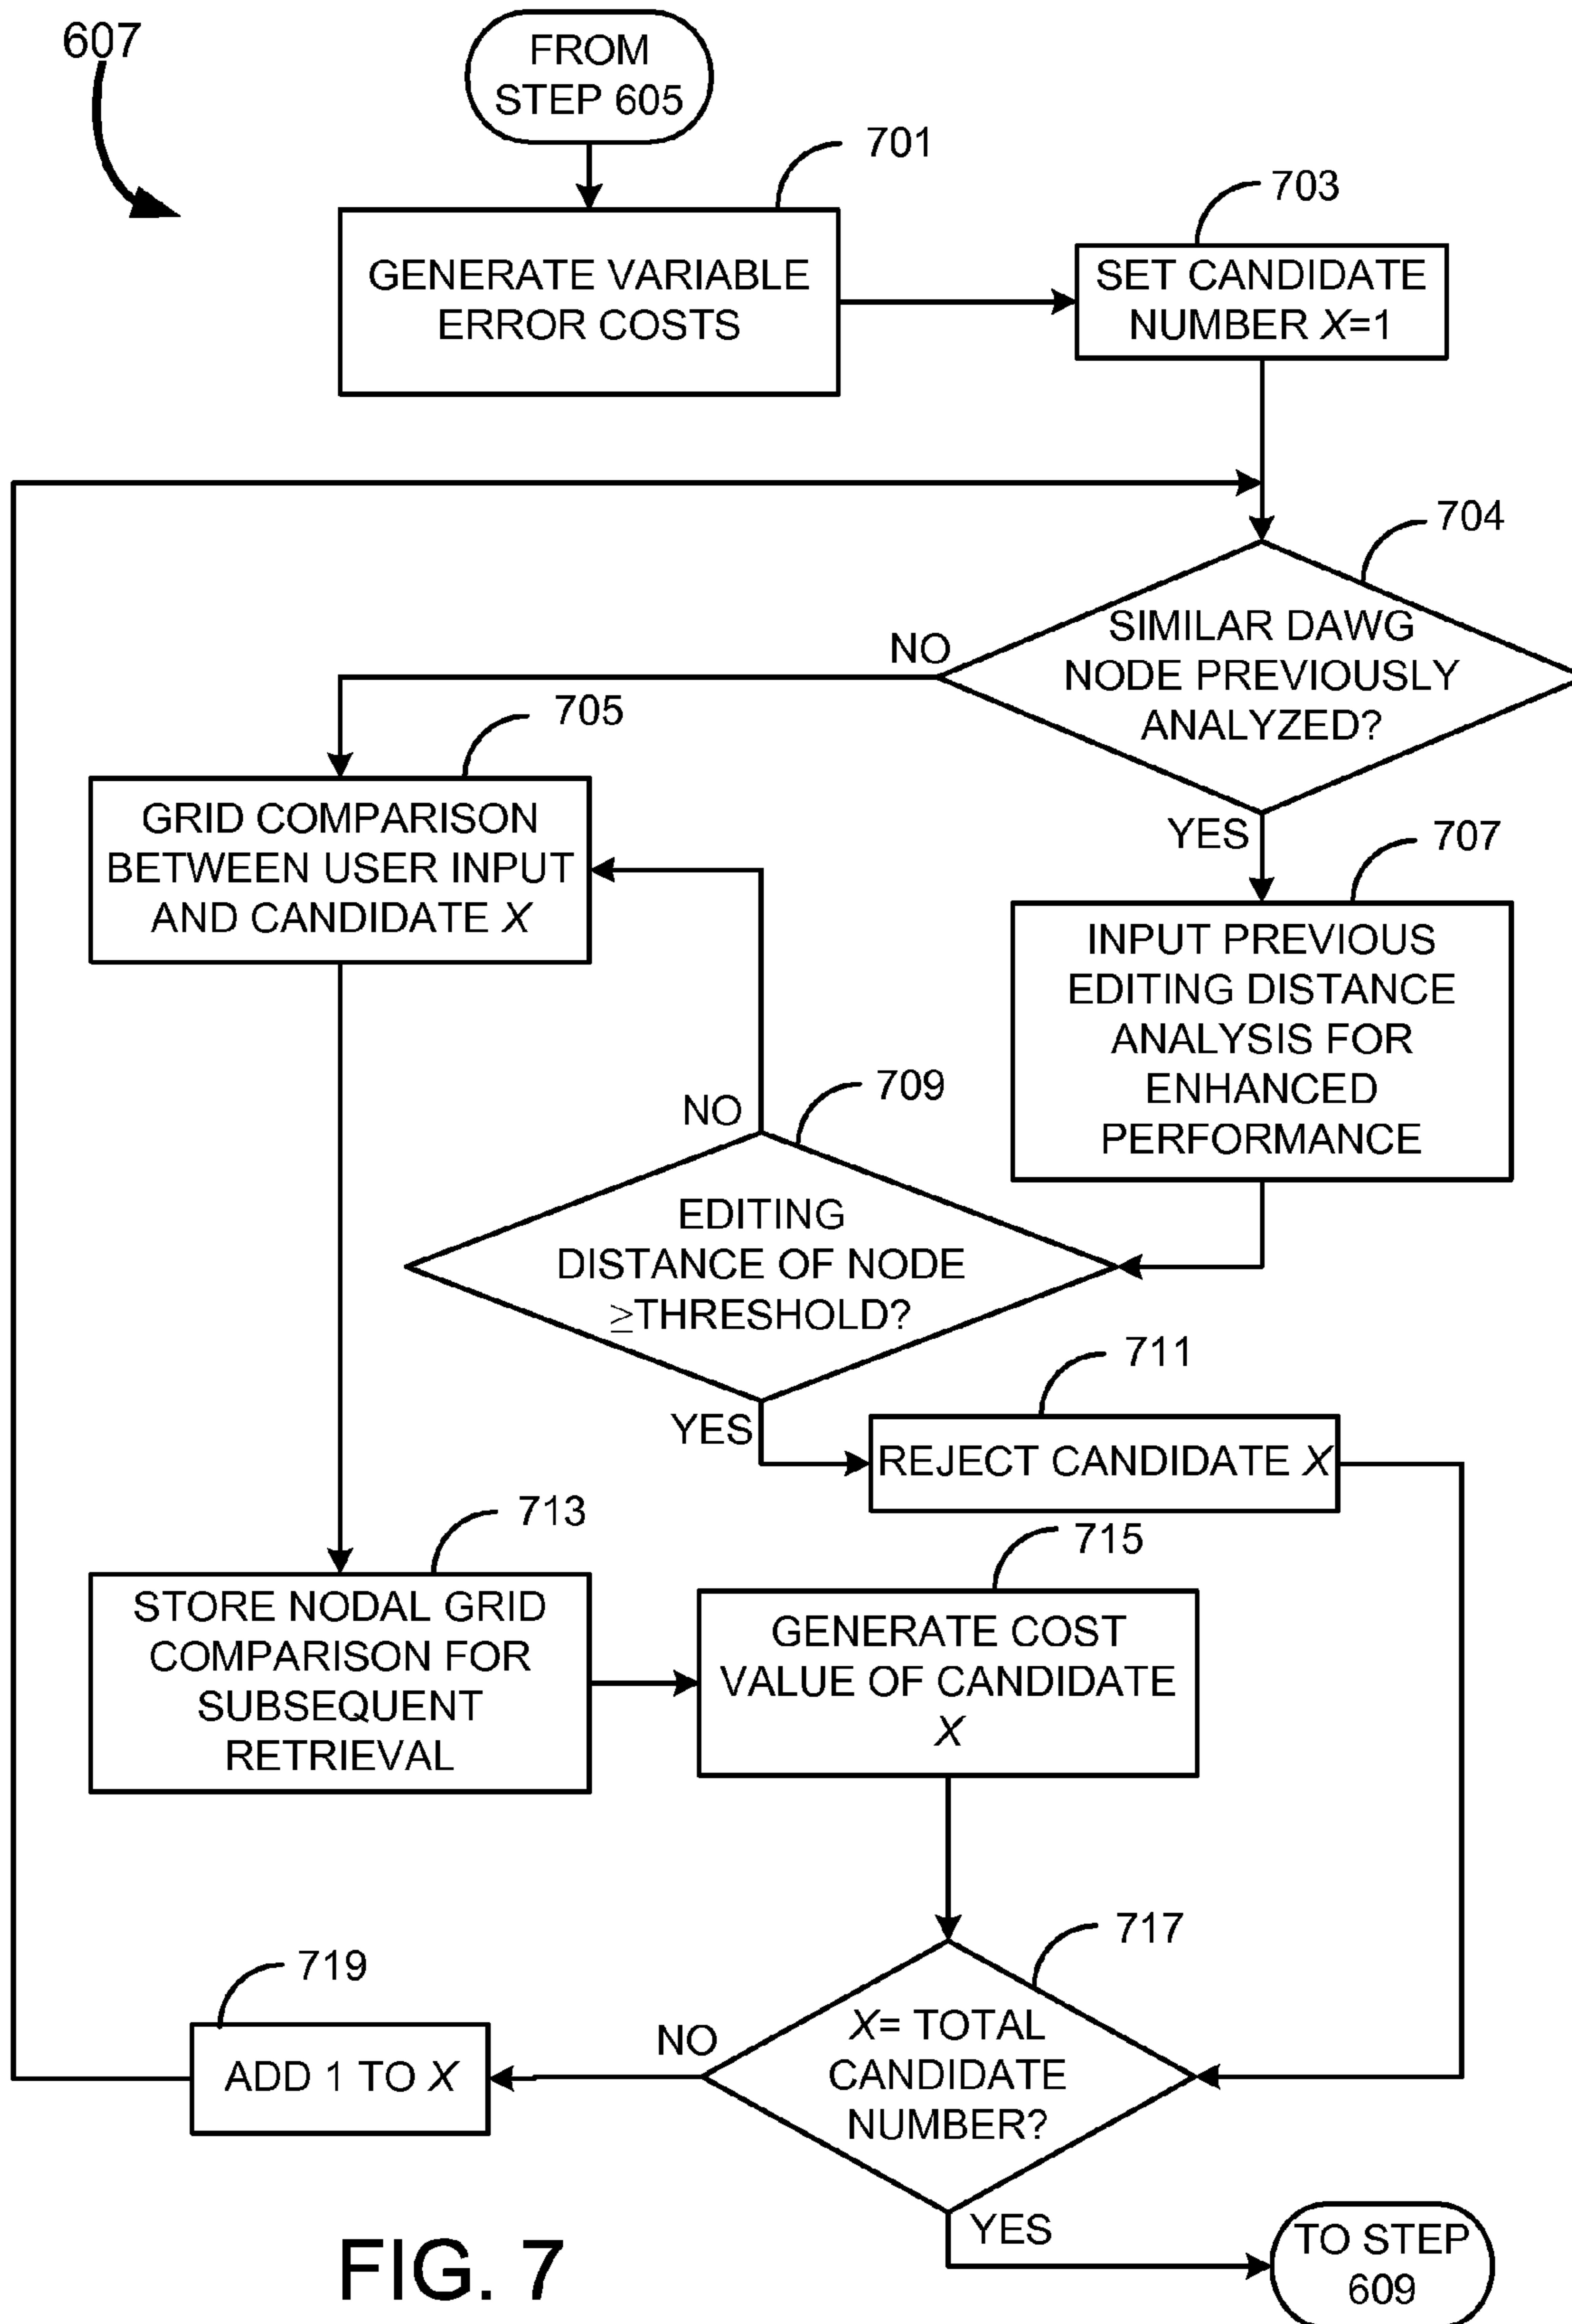 607
FROM
STEP 605
701
703
GENERATE VARIABLE
ERROR COSTS
SET CANDIDATE
NUMBER X=1
704
SIMILAR DAWG
NODE PREVIOUSLY
ANALYZED?
NO
YES
705
GRID COMPARISON
BETWEEN USER INPUT
AND CANDIDATE X
707
INPUT PREVIOUS
EDITING DISTANCE
ANALYSIS FOR
ENHANCED
PERFORMANCE
709
NO
EDITING
DISTANCE OF NODE
≥THRESHOLD?
YES
711
REJECT CANDIDATE X
713
STORE NODAL GRID
COMPARISON FOR
SUBSEQUENT
RETRIEVAL
715
GENERATE COST
VALUE OF CANDIDATE
X
717
X= TOTAL
CANDIDATE
NUMBER?
NO
719
ADD 1 TO X
YES
TO STEP
609
FIG. 7